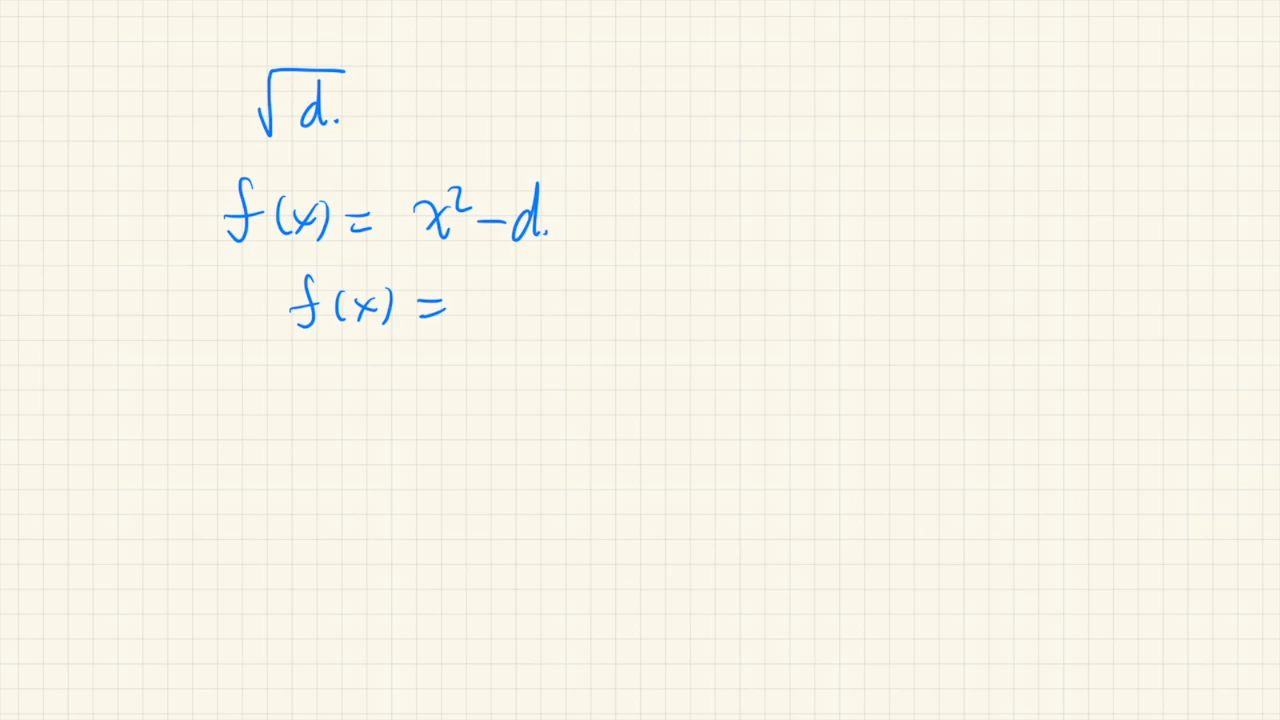 √d.
f(x) = x² - d.
f(x) =